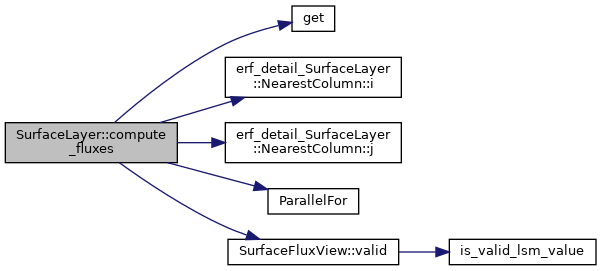 get
erf_detail_SurfaceLayer
::NearestColumn::i
SurfaceLayer::compute
_fluxes
erf_detail_SurfaceLayer
::NearestColumn::j
ParallelFor
SurfaceFluxView::valid
is_valid_lsm_value